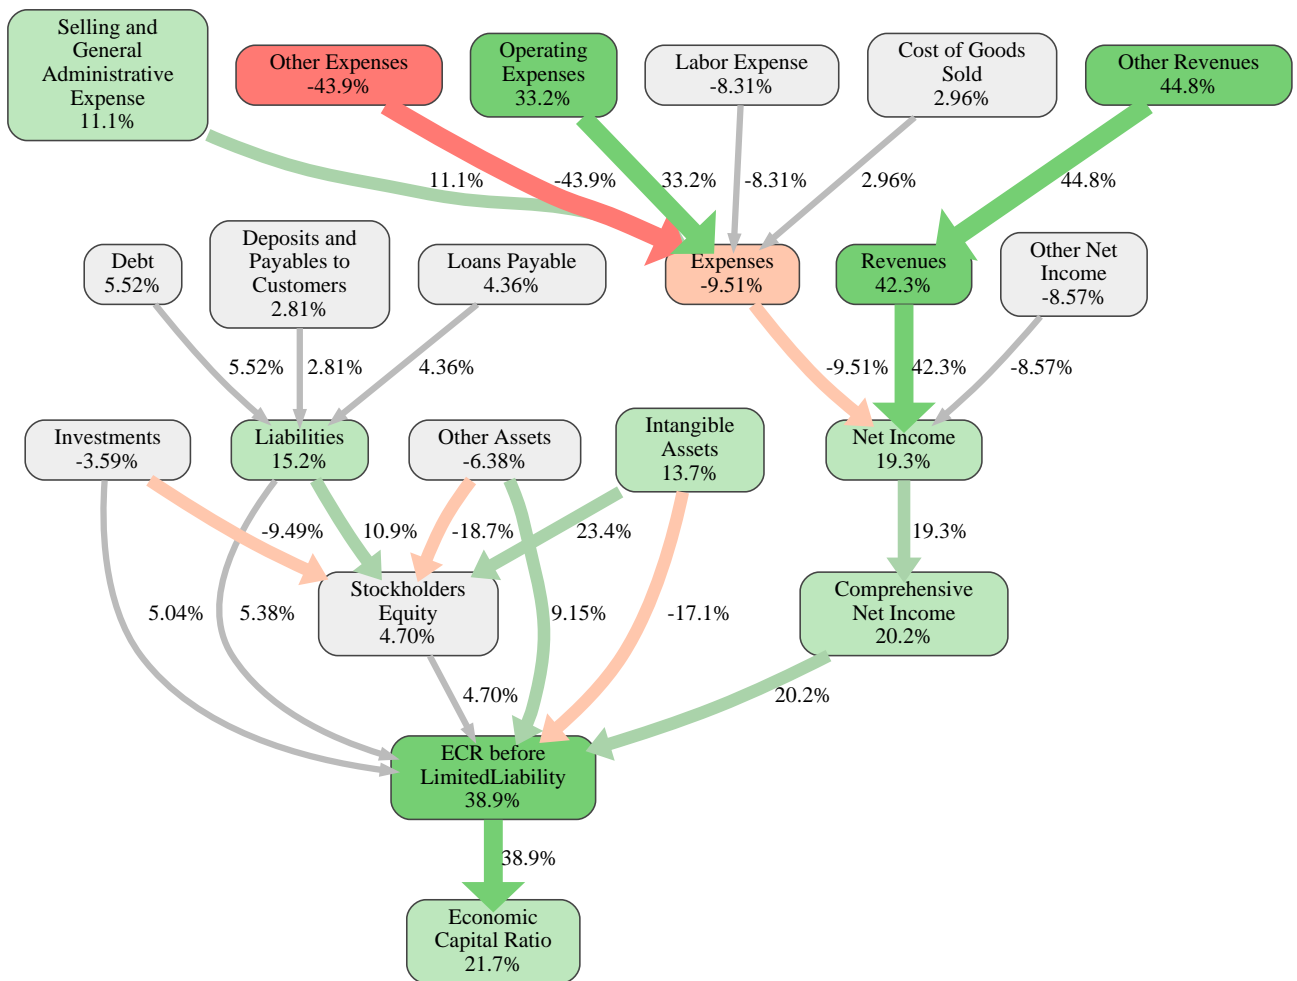 Selling and
General
Administrative
Expense
11.1%
Other Expenses
-43.9%
Operating
Expenses
33.2%
Labor Expense
-8.31%
Cost of Goods
Sold
2.96%
Other Revenues
44.8%
11.1%
-43.9%
33.2%
-8.31%
2.96%
44.8%
Debt
5.52%
Deposits and
Payables to
Customers
2.81%
Loans Payable
4.36%
Expenses
-9.51%
Revenues
42.3%
Other Net
Income
-8.57%
5.52%
2.81%
4.36%
-9.51%
42.3%
-8.57%
Investments
-3.59%
Liabilities
15.2%
Other Assets
-6.38%
Intangible
Assets
13.7%
Net Income
19.3%
-9.49%
10.9%
-18.7%
23.4%
19.3%
Stockholders
Equity
4.70%
Comprehensive
Net Income
20.2%
5.04%
5.38%
9.15%
-17.1%
4.70%
20.2%
ECR before
LimitedLiability
38.9%
38.9%
Economic
Capital Ratio
21.7%